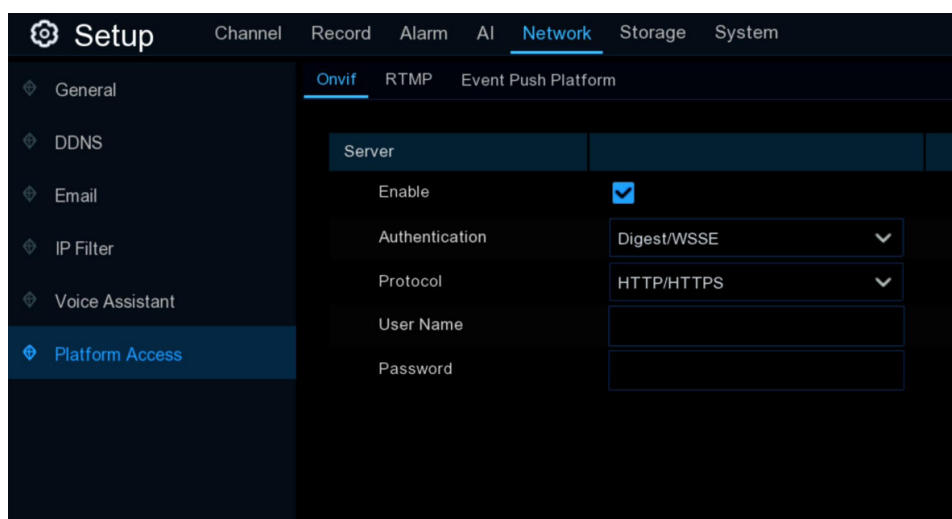 Setup Channel Record Alarm AI Network Storage System
General
DDNS
Email
IP Filter
Voice Assistant
Platform Access
Onvif RTMP Event Push Platform
Server
Enable
Authentication Digest/WSSE
Protocol HTTP/HTTPS
User Name
Password